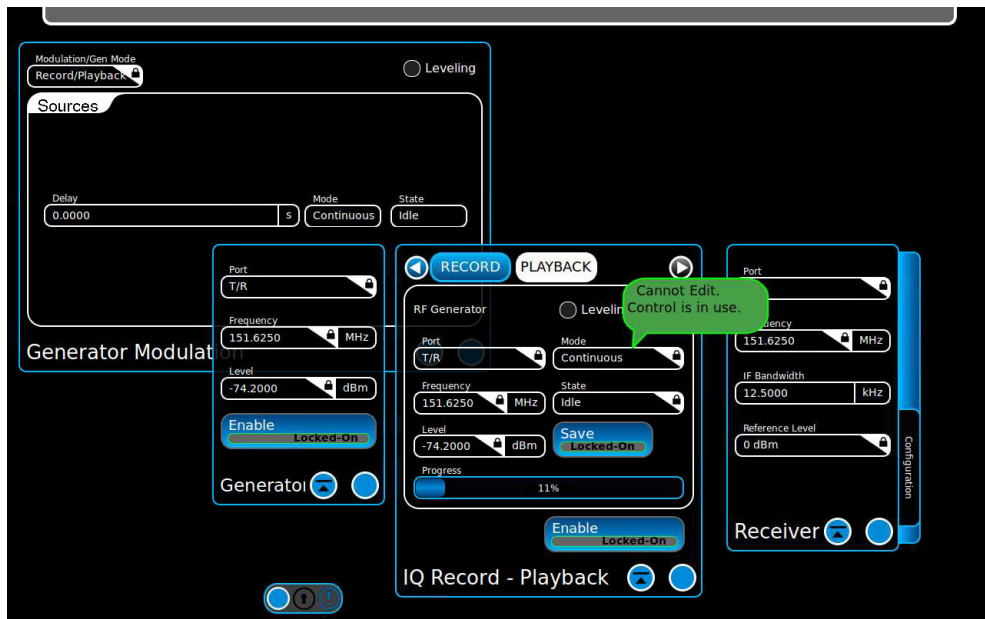 Modulation/Gen Mode
Record/Playback
Leveling
Sources
Delay
0.0000
s
Mode
Continuous
State
Idle
Generator Modulation
Port
T/R
Frequency
151.6250
MHz
Level
-74.2000
dBm
Enable
Locked-On
Generator
RECORD
PLAYBACK
RF Generator
Leveling
Cannot Edit.
Control is in use.
Port
T/R
Mode
Continuous
Frequency
151.6250
MHz
State
Idle
Level
-74.2000
dBm
Save
Locked-On
Progress
11%
Enable
Locked-On
IQ Record - Playback
Port
151.6250
MHz
IF Bandwidth
12.5000
kHz
Reference Level
0 dBm
Configuration
Receiver